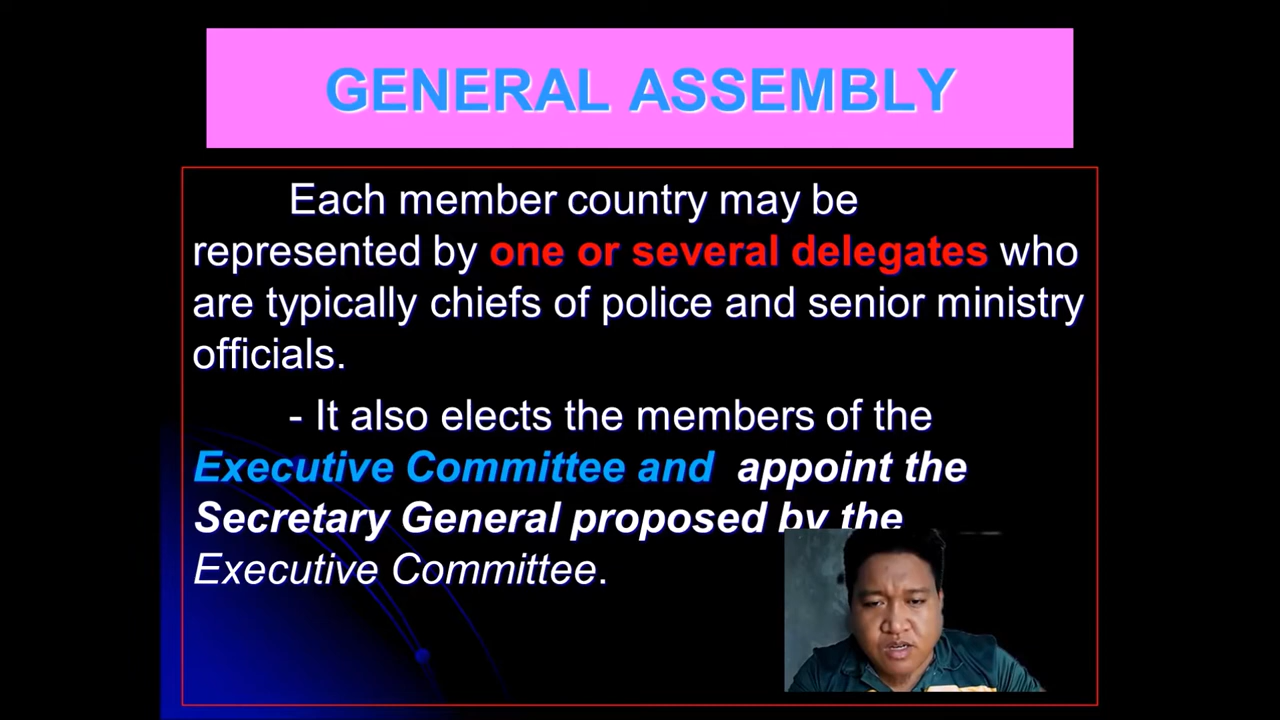 GENERAL ASSEMBLY
Each member country may be
represented by one or several delegates who
are typically chiefs of police and senior ministry
officials.
- It also elects the members of the
Executive Committee and appoint the
Secretary General proposed by the
Executive Committee.